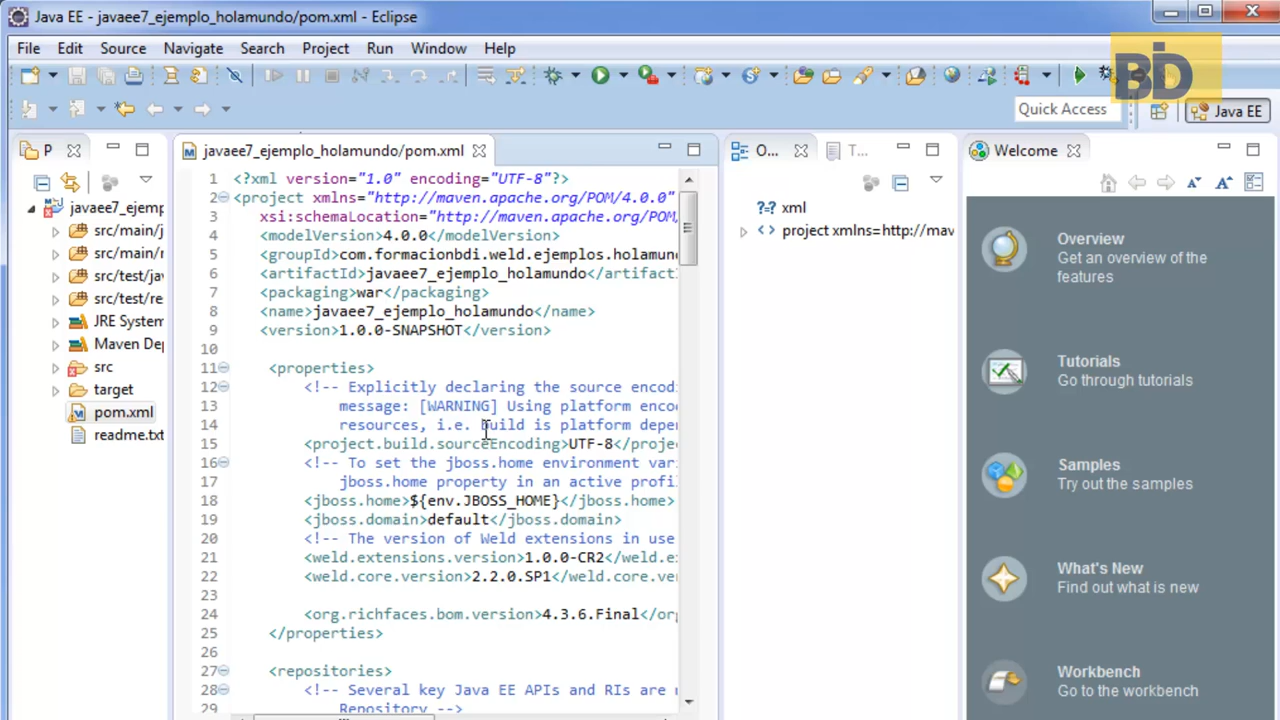 Java EE - javaee7_ejemplo_holamundo/pom.xml - Eclipse
File Edit Source Navigate Search Project Run Window Help
BD
Quick Access
Java EE
P
javaee7_ejemp
src/main/j
src/main/r
src/test/jav
src/test/re
JRE System
Maven Dep
src
target
pom.xml
readme.txt
javaee7_ejemplo_holamundo/pom.xml
1 <?xml version="1.0" encoding="UTF-8"?>
2 <project xmlns="http://maven.apache.org/POM/4.0.0"
3 xsi:schemaLocation="http://maven.apache.org/POM
4 <modelVersion>4.0.0</modelVersion>
5 <groupId>com.formacionbdi.weld.ejemplos.holamun
6 <artifactId>javaee7_ejemplo_holamundo</artifact
7 <packaging>war</packaging>
8 <name>javaee7_ejemplo_holamundo</name>
9 <version>1.0.0-SNAPSHOT</version>
10
11 <properties>
12 <!-- Explicitly declaring the source encodi
13 message: [WARNING] Using platform enco
14 resources, i.e. build is platform depe
15 <project.build.sourceEncoding>UTF-8</proje
16 <!-- To set the jboss.home environment var
17 jboss.home property in an active profi
18 <jboss.home>${env.JBOSS_HOME}</jboss.home>
19 <jboss.domain>default</jboss.domain>
20 <!-- The version of Weld extensions in use
21 <weld.extensions.version>1.0.0-CR2</weld.e
22 <weld.core.version>2.2.0.SP1</weld.core.ve
23
24 <org.richfaces.bom.version>4.3.6.Final</or
25 </properties>
26
27 <repositories>
28 <!-- Several key Java EE APIs and RIs are
29 Repository -->
O...
T...
xml
project xmlns=http://mav
Welcome
Overview
Get an overview of the
features
Tutorials
Go through tutorials
Samples
Try out the samples
What's New
Find out what is new
Workbench
Go to the workbench